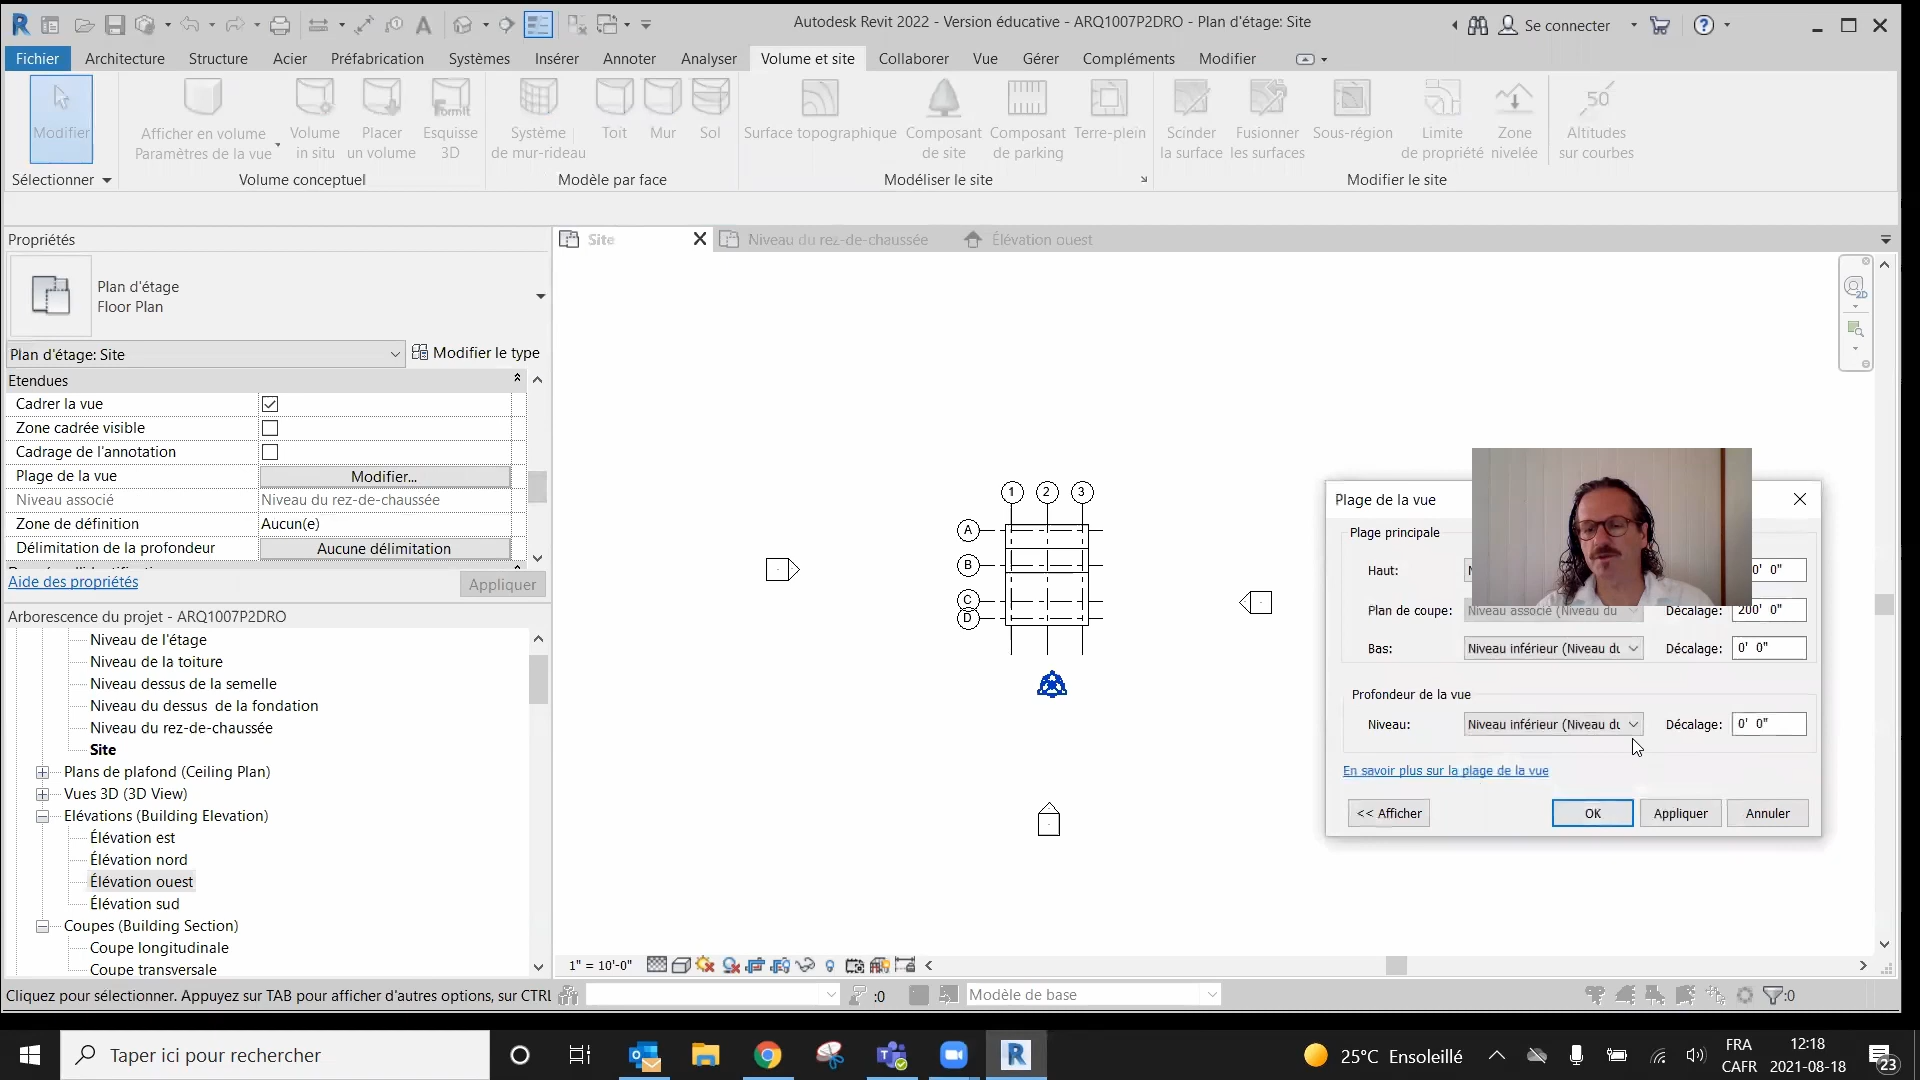 Autodesk Revit 2022 - Version éducative - ARQ1007P2DRO - Plan d'étage: Site
Se connecter
Fichier Architecture Structure Acier Préfabrication Systèmes Insérer Annoter Analyser Volume et site Collaborer Vue Gérer Compléments Modifier
Modifier
Afficher en volume
Paramètres de la vue
Volume
in situ
Placer
un volume
Esquisse
3D
Système
de mur-rideau
Toit
Mur
Sol
Surface topographique
Composant
de site
Composant
de parking
Terre-plein
Scinder
la surface
Fusionner
les surfaces
Sous-région
Limite
de propriété
Zone
nivelée
50
Altitudes
sur courbes
Sélectionner
Volume conceptuel
Modèle par face
Modéliser le site
Modifier le site
Propriétés
Plan d'étage
Floor Plan
Plan d'étage: Site
Modifier le type
Etendues
Cadrer la vue
Zone cadrée visible
Cadrage de l'annotation
Plage de la vue Modifier...
Niveau associé Niveau du rez-de-chaussée
Zone de définition Aucun(e)
Délimitation de la profondeur Aucune délimitation
Aide des propriétés
Appliquer
Arborescence du projet - ARQ1007P2DRO
Niveau de l'étage
Niveau de la toiture
Niveau dessus de la semelle
Niveau du dessus de la fondation
Niveau du rez-de-chaussée
Site
Plans de plafond (Ceiling Plan)
Vues 3D (3D View)
Elévations (Building Elevation)
Élévation est
Élévation nord
Élévation ouest
Élévation sud
Coupes (Building Section)
Coupe longitudinale
Coupe transversale
Site
Niveau du rez-de-chaussée
Élévation ouest
2D
1 2 3
A
B
C
D
Plage de la vue
Plage principale
Haut:
0' 0"
Plan de coupe: Niveau associé (Niveau du Décalage: 200' 0"
Bas: Niveau inférieur (Niveau du Décalage: 0' 0"
Profondeur de la vue
Niveau: Niveau inférieur (Niveau du Décalage: 0' 0"
En savoir plus sur la plage de la vue
<< Afficher OK Appliquer Annuler
1" = 10'-0"
Cliquez pour sélectionner. Appuyez sur TAB pour afficher d'autres options, sur CTRL
:0
Modèle de base
:0
Taper ici pour rechercher
25°C Ensoleillé
FRA
CAFR
12:18
2021-08-18
23